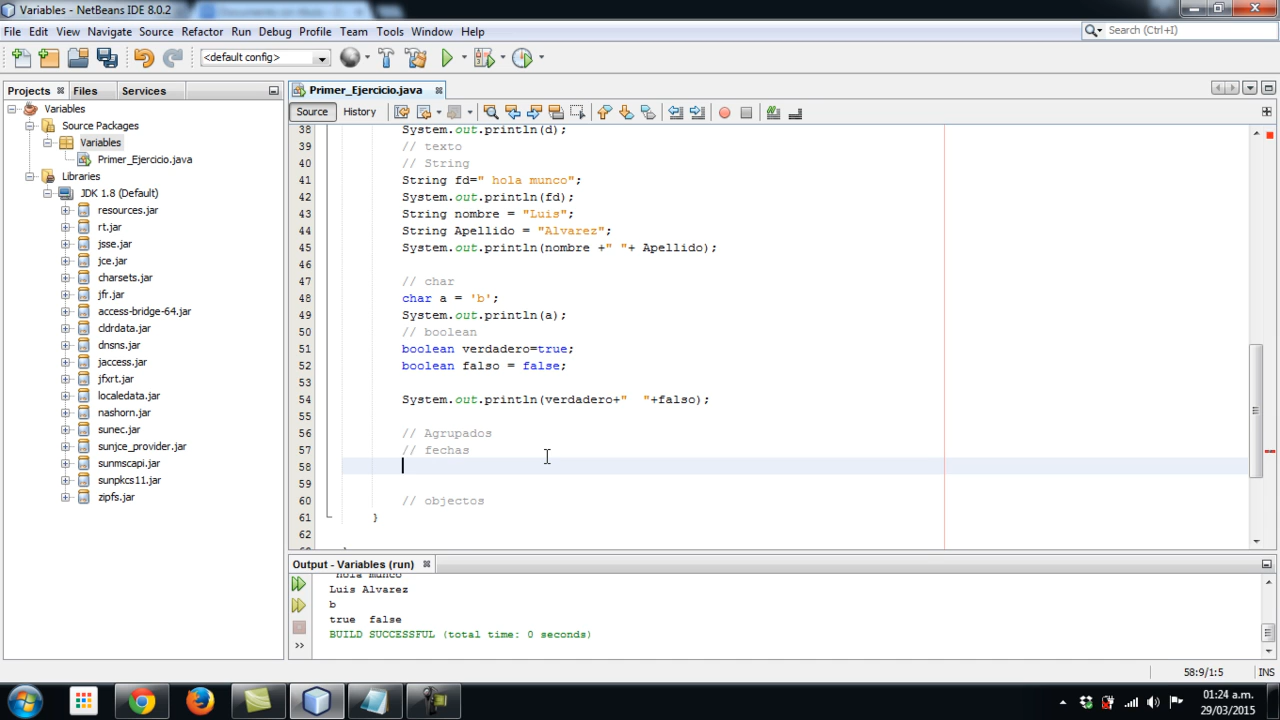 Variables - NetBeans IDE 8.0.2
File Edit View Navigate Source Refactor Run Debug Profile Team Tools Window Help
Search (Ctrl+I)
<default config>
Projects Files Services
Primer_Ejercicio.java
Variables
Source Packages
Variables
Primer_Ejercicio.java
Libraries
JDK 1.8 (Default)
resources.jar
rt.jar
jsse.jar
jce.jar
charsets.jar
jfr.jar
access-bridge-64.jar
cldrdata.jar
dnsns.jar
jaccess.jar
jfxrt.jar
localedata.jar
nashorn.jar
sunec.jar
sunjce_provider.jar
sunmscapi.jar
sunpkcs11.jar
zipfs.jar
Source History
38 System.out.println(d);
39 // texto
40 // String
41 String fd=" hola munco";
42 System.out.println(fd);
43 String nombre = "Luis";
44 String Apellido = "Alvarez";
45 System.out.println(nombre +" "+ Apellido);
46
47 // char
48 char a = 'b';
49 System.out.println(a);
50 // boolean
51 boolean verdadero=true;
52 boolean falso = false;
53
54 System.out.println(verdadero+"  "+falso);
55
56 // Agrupados
57 // fechas
58
59
60 // objectos
61 }
62
Output - Variables (run)
hola munco
Luis Alvarez
b
true  false
BUILD SUCCESSFUL (total time: 0 seconds)
58:9/1:5 INS
01:24 a.m.
29/03/2015